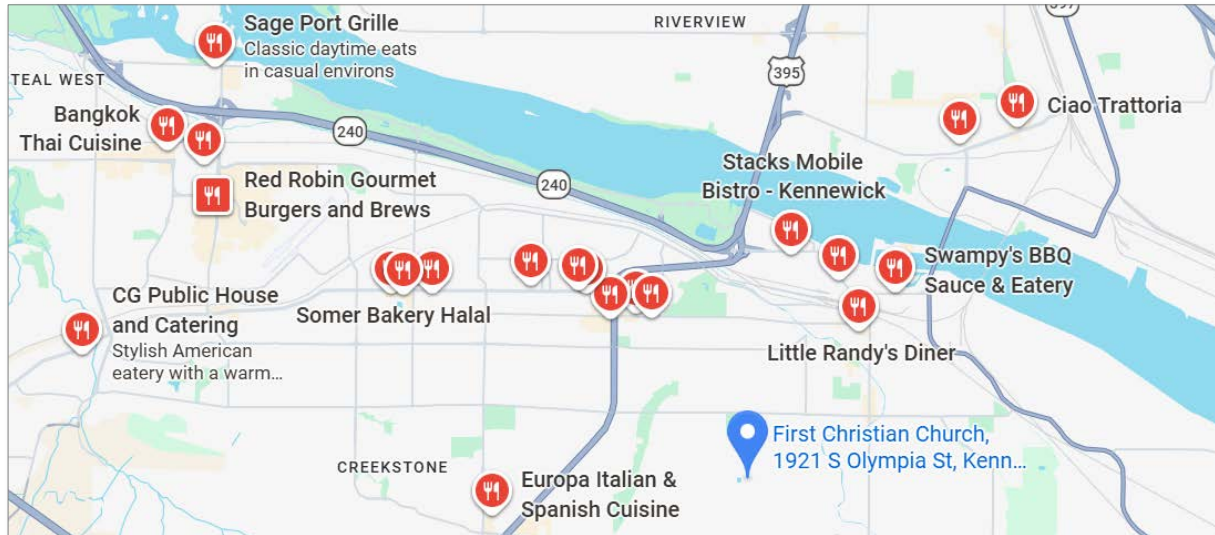 RIVERVIEW
397
395
Sage Port Grille
Classic daytime eats
in casual environs
TEAL WEST
Bangkok
Thai Cuisine
240
Ciao Trattoria
Stacks Mobile
Bistro - Kennewick
240
Red Robin Gourmet
Burgers and Brews
Swampy's BBQ
Sauce & Eatery
CG Public House
and Catering
Stylish American
eatery with a warm...
Somer Bakery Halal
Little Randy's Diner
First Christian Church,
1921 S Olympia St, Kenn...
CREEKSTONE
Europa Italian &
Spanish Cuisine